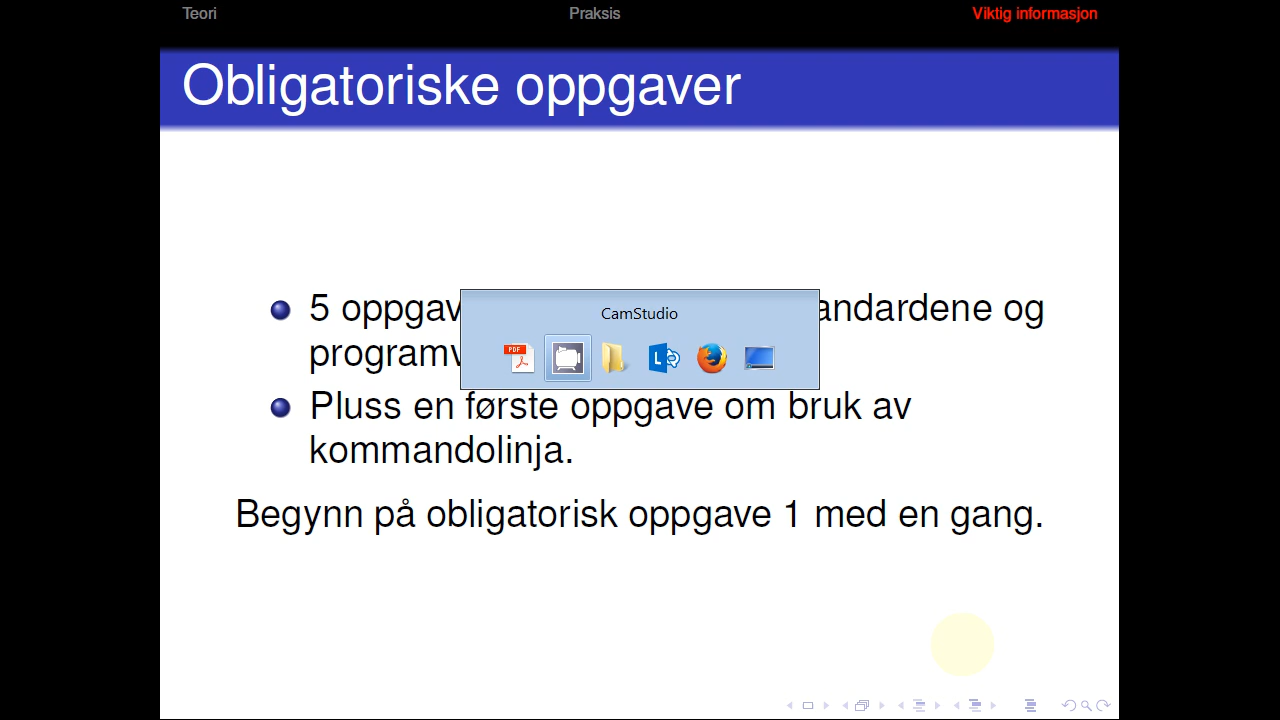 Teori Praksis Viktig informasjon
Obligatoriske oppgaver
5 oppgav andardene og
CamStudio
PDF
L
programv
Pluss en første oppgave om bruk av
kommandolinja.
Begynn på obligatorisk oppgave 1 med en gang.